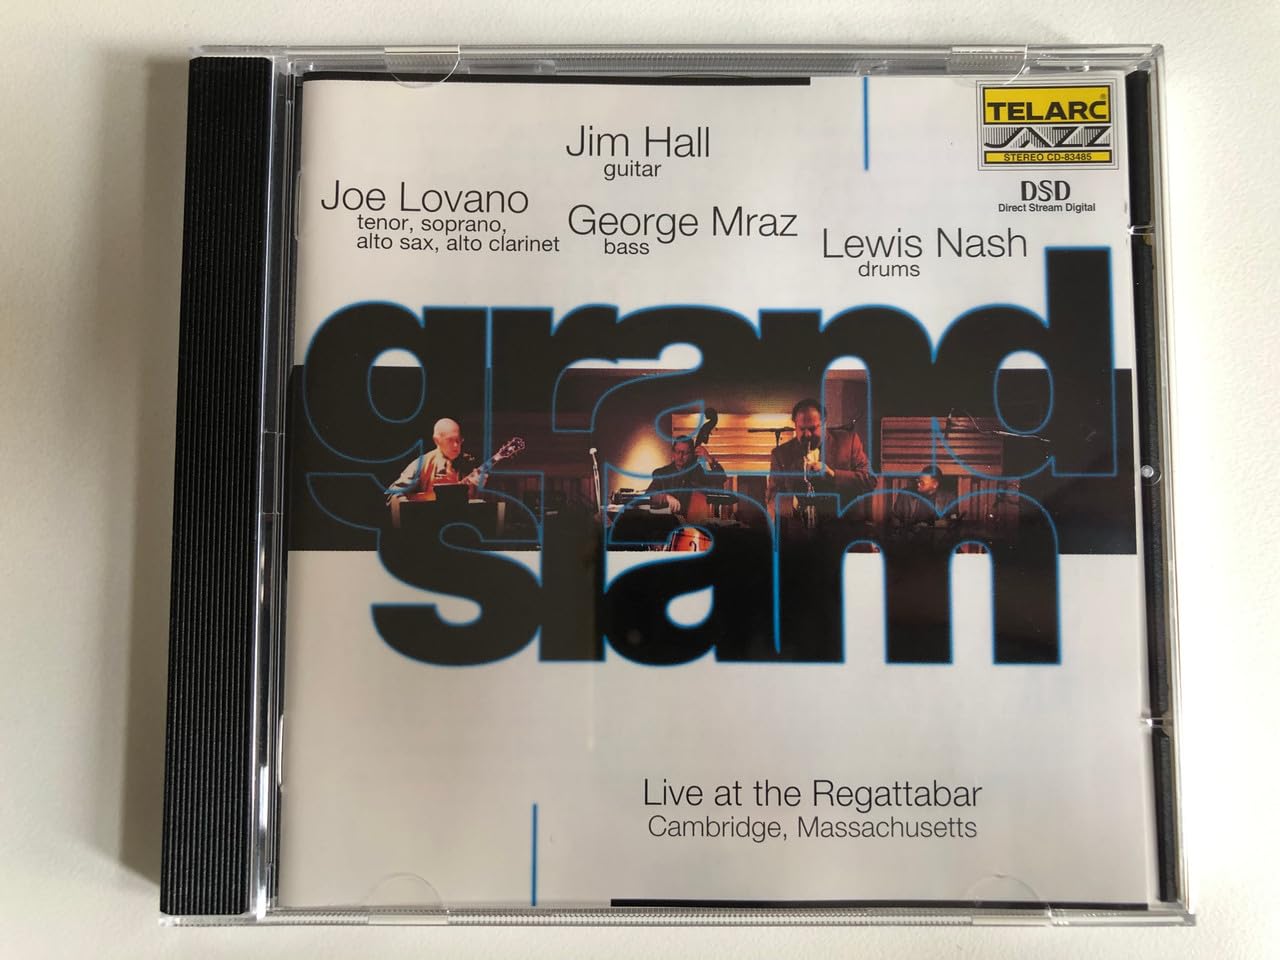 Jim Hall
guitar
Joe Lovano
tenor, soprano,
alto sax, alto clarinet
George Mraz
bass
Lewis Nash
drums
TELARC®
JAZZ
STEREO CD-83485
DSD
Direct Stream Digital
grand
slam
Live at the Regattabar
Cambridge, Massachusetts